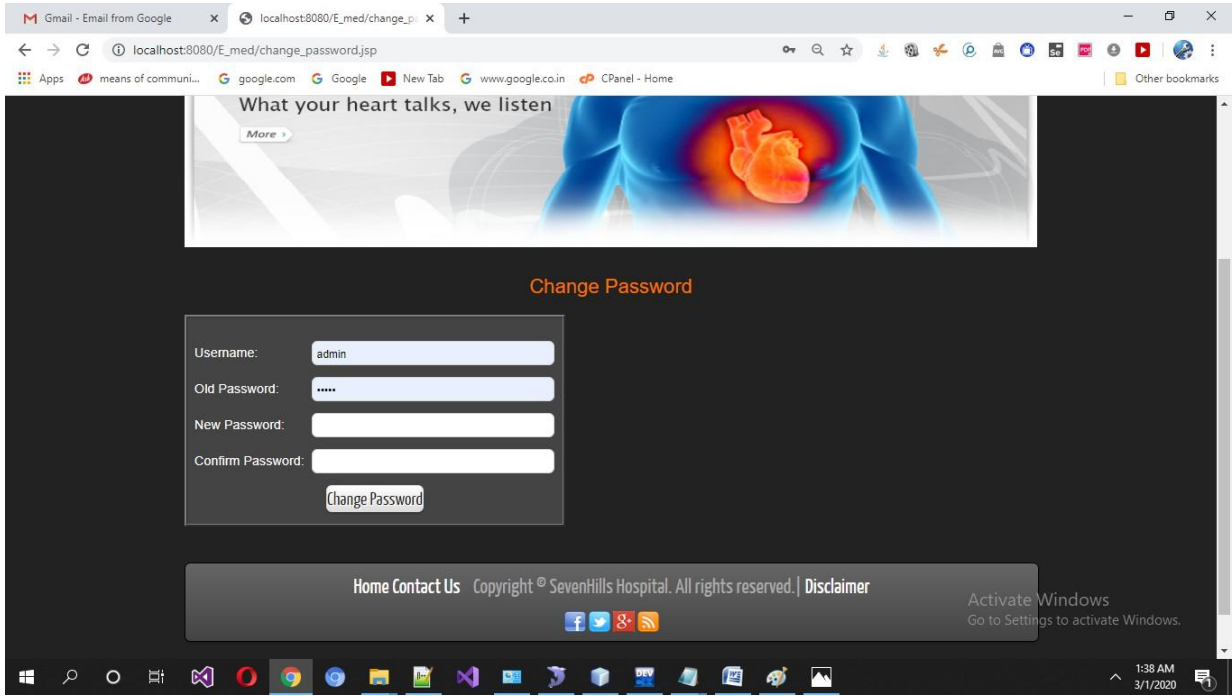 Gmail - Email from Google
localhost:8080/E_med/change_p
localhost:8080/E_med/change_password.jsp
Apps means of communi... google.com Google New Tab www.google.co.in CPanel - Home Other bookmarks
What your heart talks, we listen
More
Change Password
Username: admin
Old Password: •••••
New Password:
Confirm Password:
Change Password
Home Contact Us Copyright © SevenHills Hospital. All rights reserved.| Disclaimer
Activate Windows
Go to Settings to activate Windows.
1:38 AM
3/1/2020